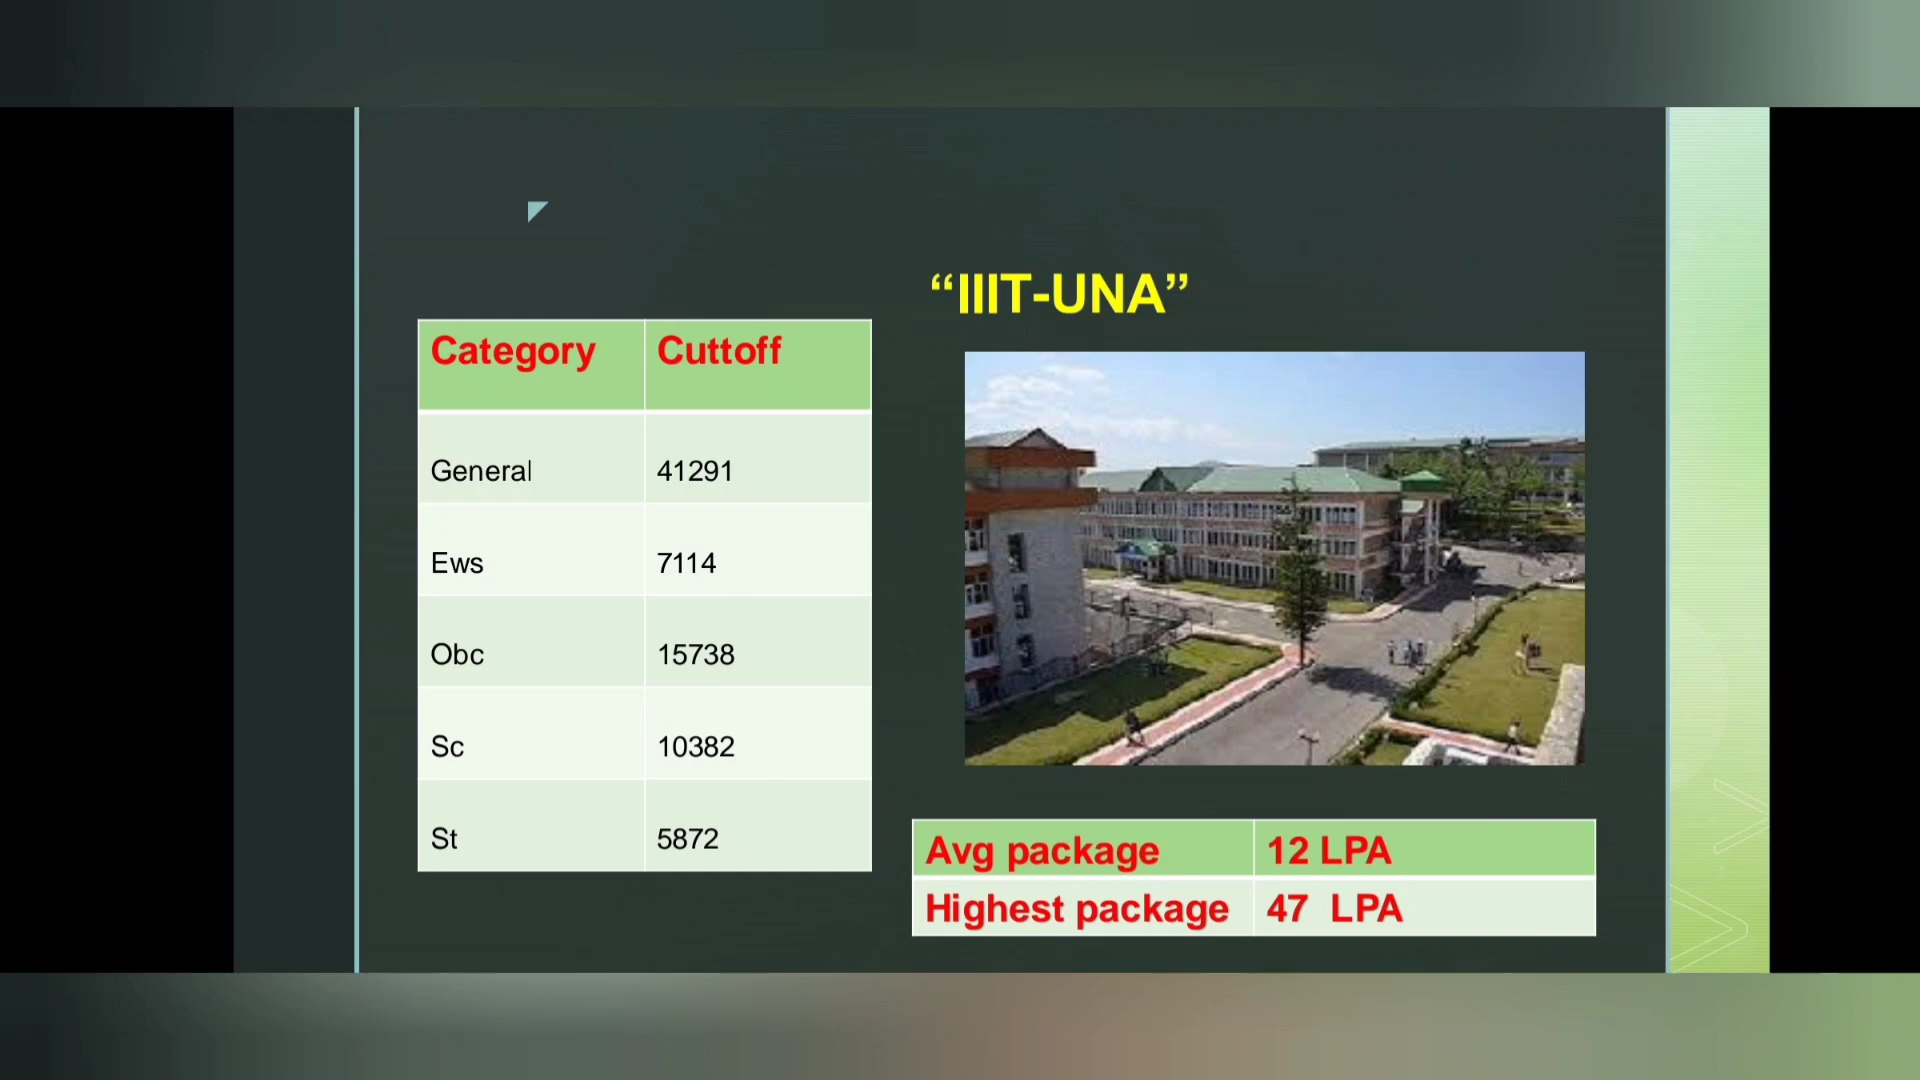 “IIIT-UNA”
Category Cuttoff
General 41291
Ews 7114
Obc 15738
Sc 10382
St 5872
Avg package 12 LPA
Highest package 47 LPA